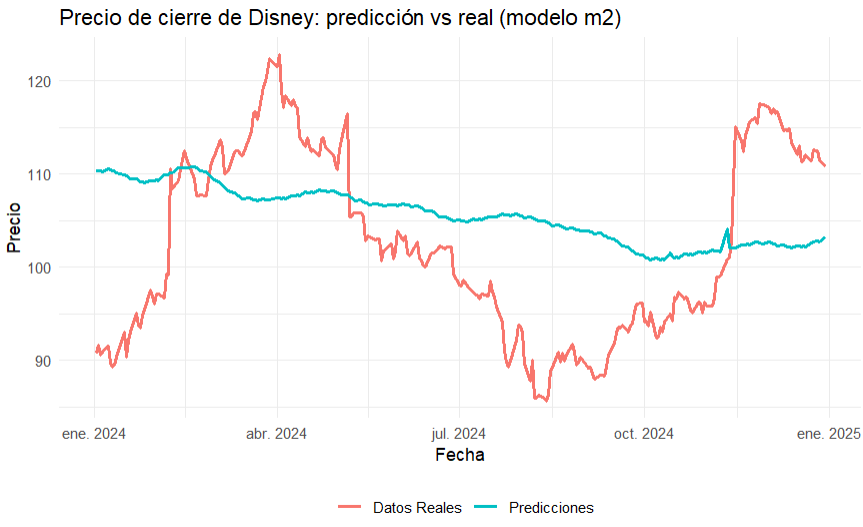 Precio de cierre de Disney: predicción vs real (modelo m2)
Precio
120
110
100
90
ene. 2024
abr. 2024
jul. 2024
oct. 2024
ene. 2025
Fecha
Datos Reales
Predicciones